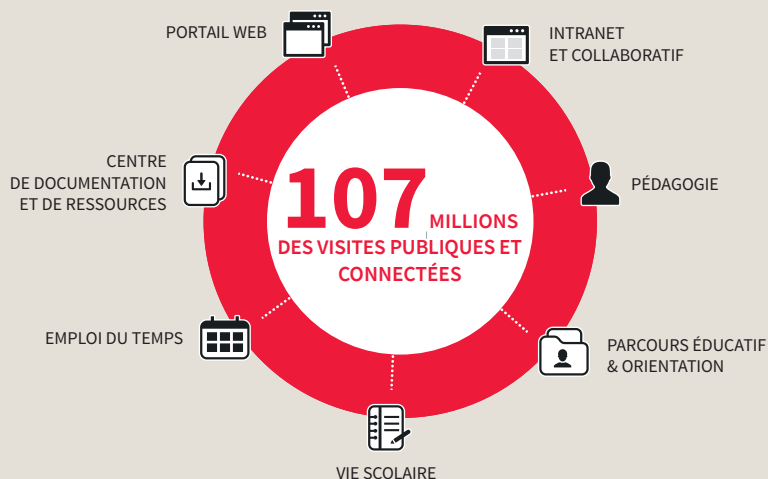 PORTAIL WEB
INTRANET
ET COLLABORATIF
CENTRE
DE DOCUMENTATION
ET DE RESSOURCES
PÉDAGOGIE
107 MILLIONS
DES VISITES PUBLIQUES ET
CONNECTÉES
EMPLOI DU TEMPS
PARCOURS ÉDUCATIF
& ORIENTATION
VIE SCOLAIRE